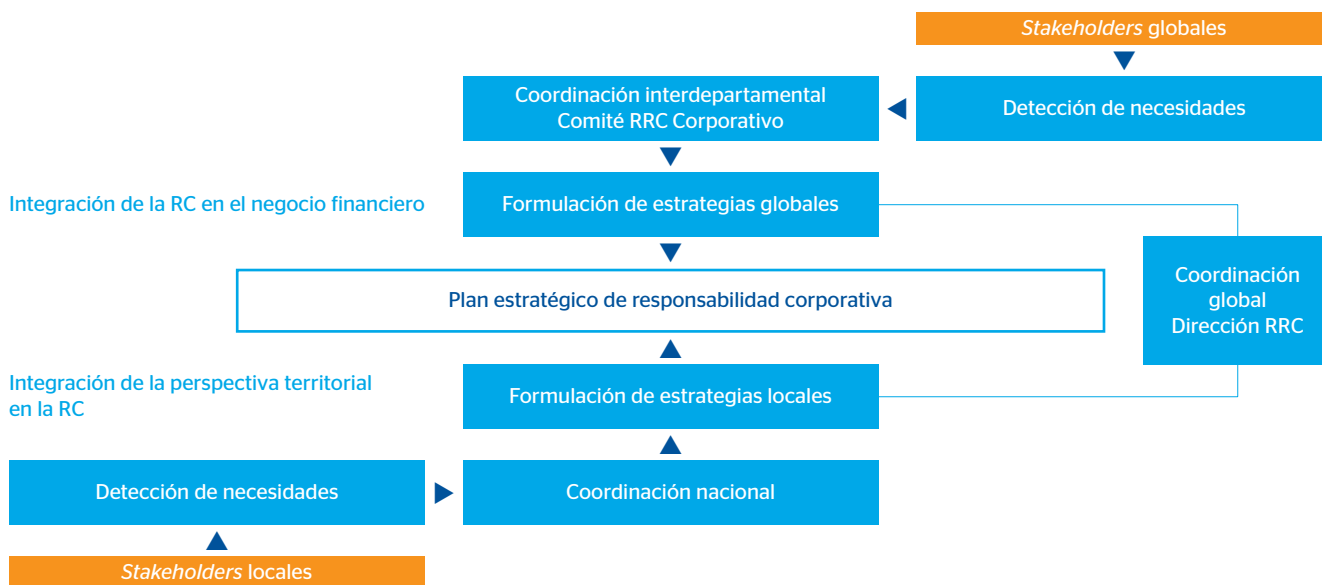 Stakeholders globales
Coordinación interdepartamental
Comité RRC Corporativo
Detección de necesidades
Integración de la RC en el negocio financiero
Formulación de estrategias globales
Plan estratégico de responsabilidad corporativa
Coordinación
global
Dirección RRC
Integración de la perspectiva territorial
en la RC
Formulación de estrategias locales
Detección de necesidades
Coordinación nacional
Stakeholders locales